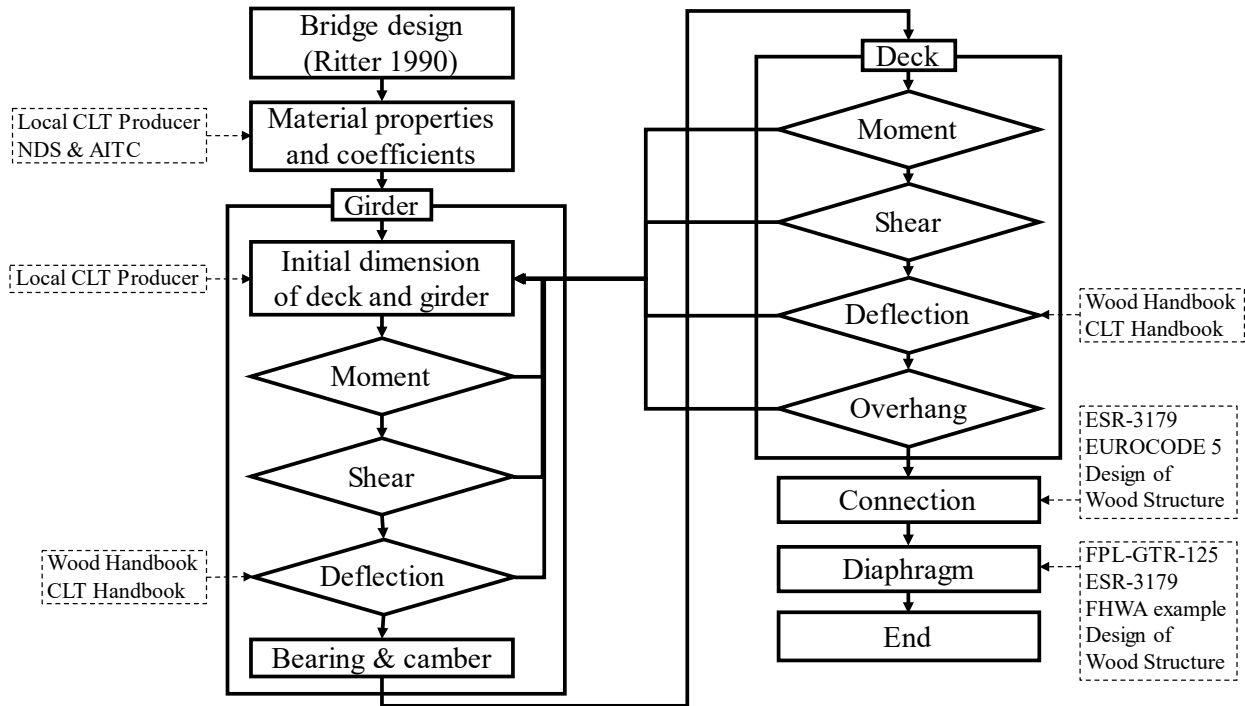 Bridge design
(Ritter 1990)
Local CLT Producer
NDS & AITC
Material properties
and coefficients
Girder
Local CLT Producer
Initial dimension
of deck and girder
Moment
Shear
Wood Handbook
CLT Handbook
Deflection
Bearing & camber
Deck
Moment
Shear
Deflection
Wood Handbook
CLT Handbook
Overhang
Connection
ESR-3179
EUROCODE 5
Design of
Wood Structure
Diaphragm
FPL-GTR-125
ESR-3179
FHWA example
Design of
Wood Structure
End